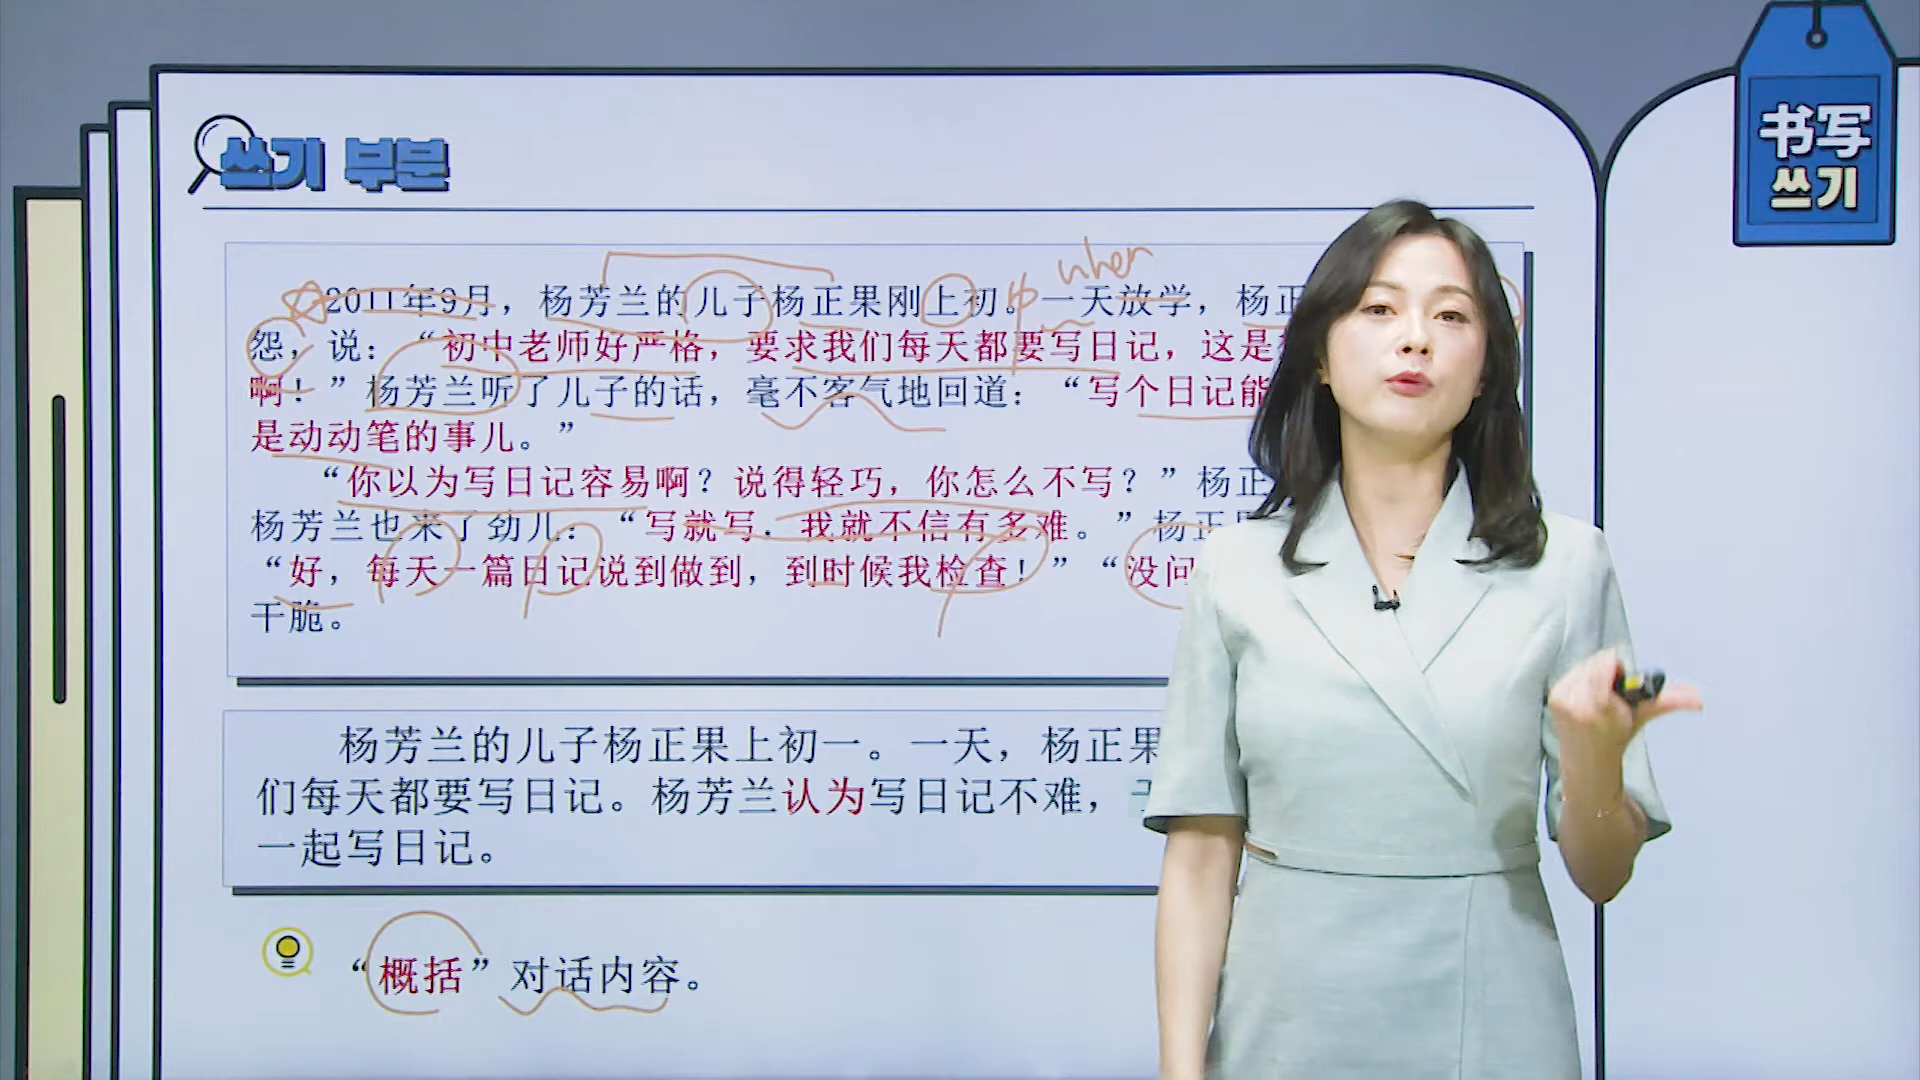 书写
쓰기
쓰기 부분
when
2011年9月，杨芳兰的儿子杨正果刚上初。一天放学，杨正
怨，说：“初中老师好严格，要求我们每天都要写日记，这是
啊！”杨芳兰听了儿子的话，毫不客气地回道：“写个日记能
是动动笔的事儿。”
“你以为写日记容易啊？说得轻巧，你怎么不写？”杨正
杨芳兰也来了劲儿：“写就写．我就不信有多难。”杨正
“好，每天一篇日记说到做到，到时候我检查！”“没问
干脆。
杨芳兰的儿子杨正果上初一。一天，杨正果
们每天都要写日记。杨芳兰认为写日记不难，
一起写日记。
“概括”对话内容。